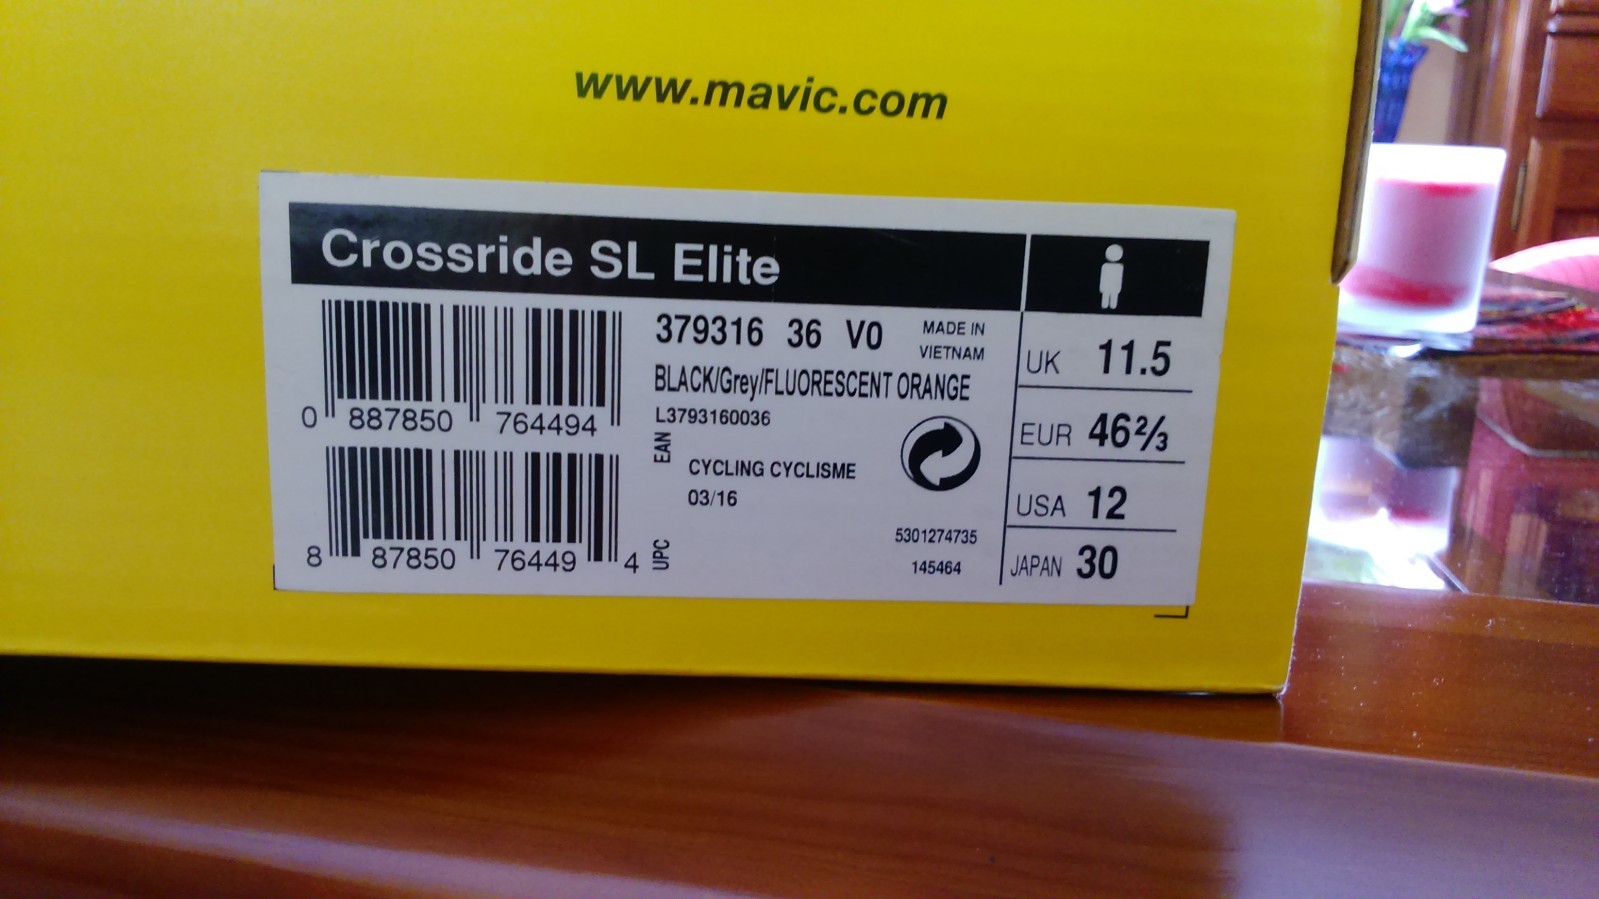 www.mavic.com
Crossride SL Elite
379316 36 V0
MADE IN
VIETNAM
BLACK/Grey/FLUORESCENT ORANGE
L3793160036
0 887850 764494
EAN
CYCLING CYCLISME
03/16
8 87850 76449 4
UPC
5301274735
145464
UK 11.5
EUR 46⅔
USA 12
JAPAN 30